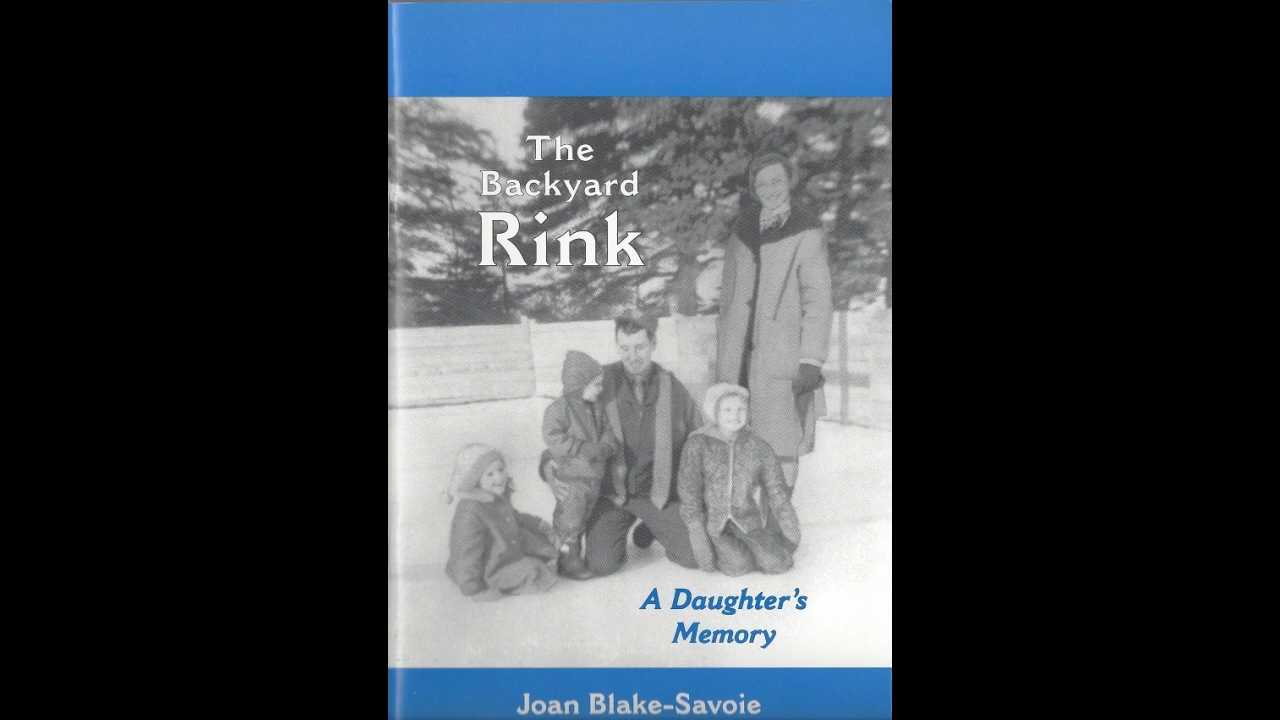 The
Backyard
Rink
A Daughter's
Memory
Joan Blake-Savoie